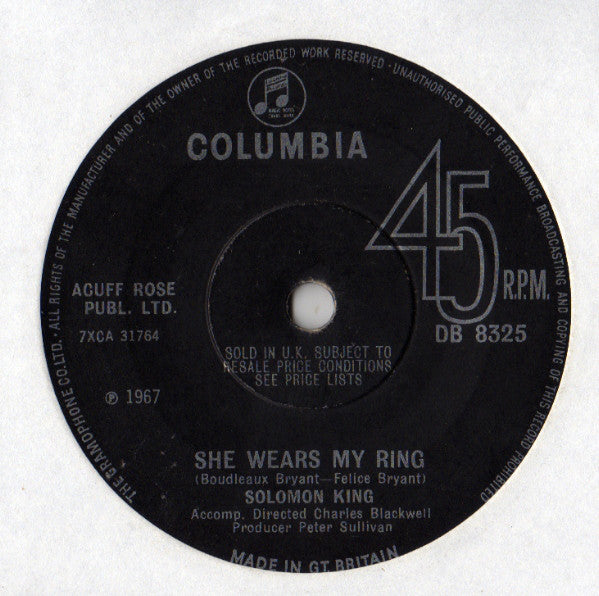 THE GRAMOPHONE CO. LTD. · ALL RIGHTS OF THE MANUFACTURER AND OF THE OWNER OF THE RECORDED WORK RESERVED · UNAUTHORISED PUBLIC PERFORMANCE BROADCASTING AND COPYING OF THIS RECORD PROHIBITED
COLUMBIA
45
R.P.M.
DB 8325
ACUFF ROSE
PUBL. LTD.
7XCA 31764
SOLD IN U.K. SUBJECT TO
RESALE PRICE CONDITIONS
SEE PRICE LISTS
℗ 1967
SHE WEARS MY RING
(Boudleaux Bryant—Felice Bryant)
SOLOMON KING
Accomp. Directed Charles Blackwell
Producer Peter Sullivan
MADE IN GT. BRITAIN